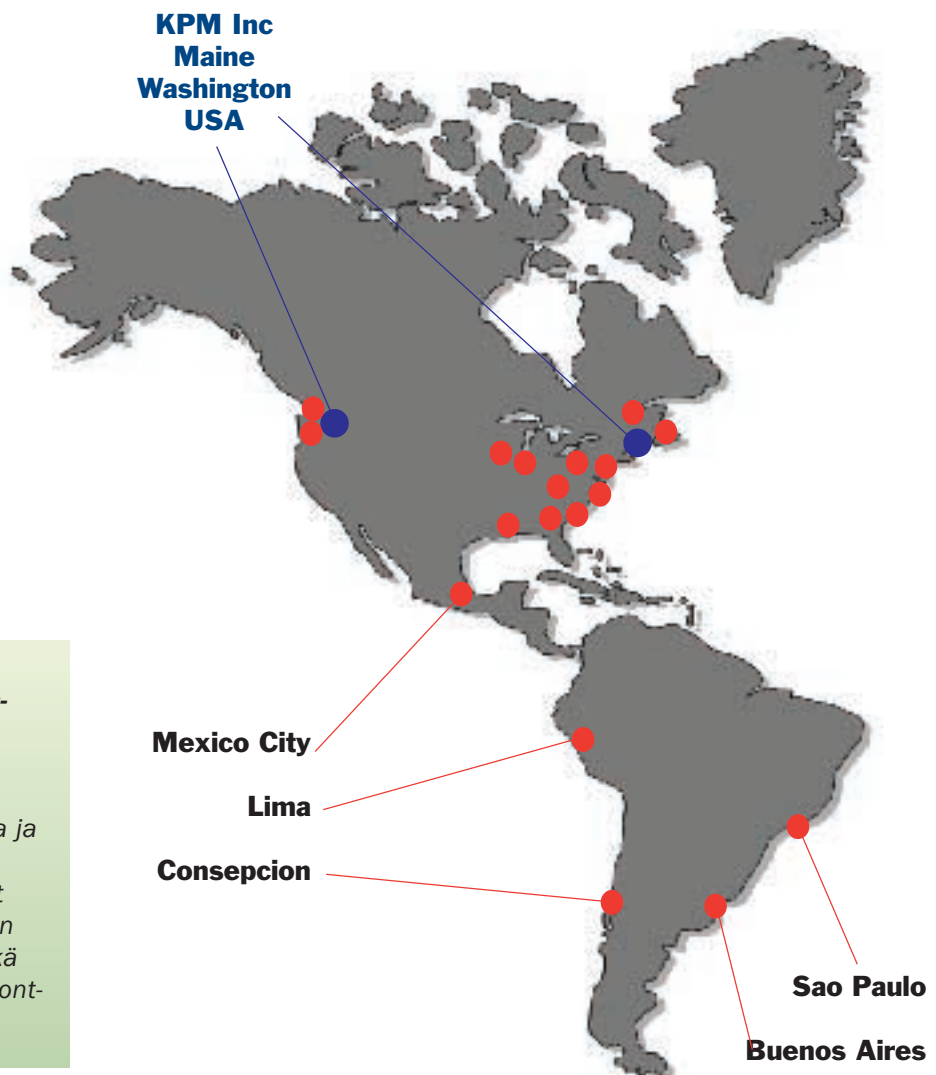 KPM Inc
Maine
Washington
USA
Mexico City
Lima
Consepcion
Sao Paulo
Buenos Aires
-
a ja
t
n
kä
ont-